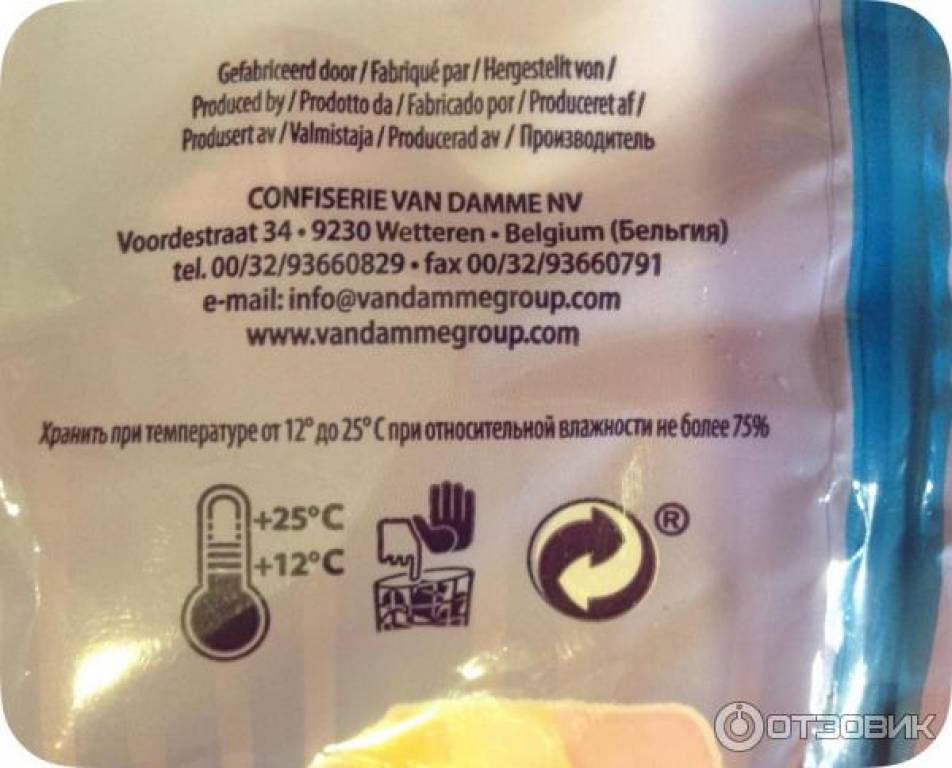 Gefabriceerd door / Fabriqué par / Hergestellt von /
Produced by / Prodotto da / Fabricado por / Produceret af /
Produsert av / Valmistaja / Producerad av / Производитель
CONFISERIE VAN DAMME NV
Voordestraat 34 • 9230 Wetteren • Belgium (Бельгия)
tel. 00/32/93660829 • fax 00/32/93660791
e-mail: info@vandammegroup.com
www.vandammegroup.com
Хранить при температуре от 12° до 25° C при относительной влажности не более 75%
+25°C
+12°C
®
ОТЗОВИК